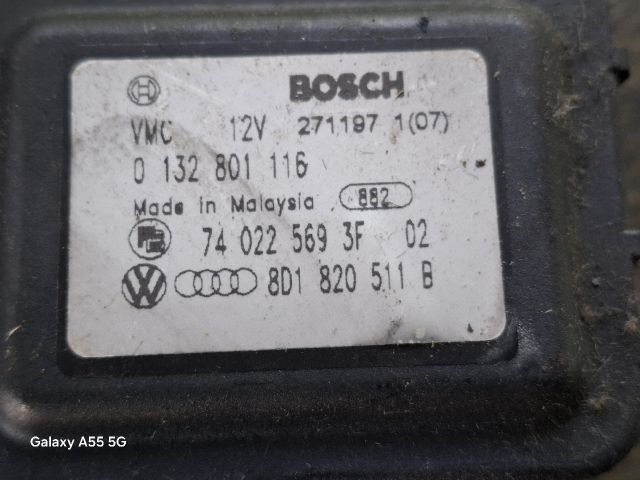 BOSCH
VMC 12V 271197 1(07)
0 132 801 116
Made in Malaysia 882
74 022 569 3F 02
8D1 820 511 B
Galaxy A55 5G